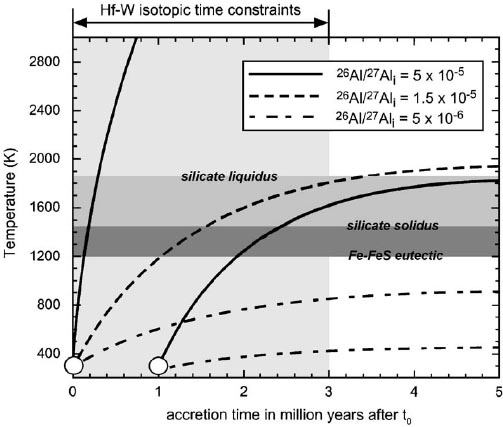 Hf-W isotopic time constraints
2800
2400
2000
1600
1200
800
400
Temperature (K)
²⁶Al/²⁷Alᵢ = 5 x 10⁻⁵
²⁶Al/²⁷Alᵢ = 1.5 x 10⁻⁵
²⁶Al/²⁷Alᵢ = 5 x 10⁻⁶
silicate liquidus
silicate solidus
Fe-FeS eutectic
0 1 2 3 4 5
accretion time in million years after t₀